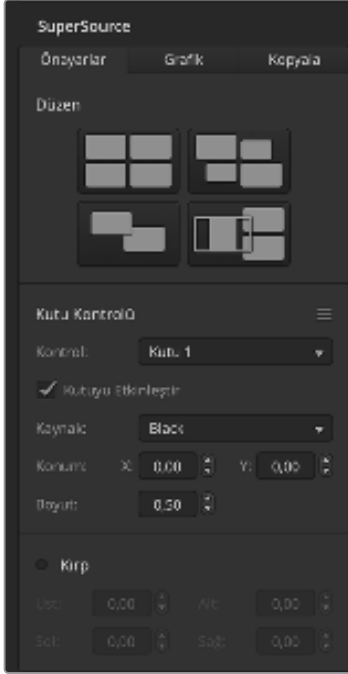 SuperSource
Önayarlar Grafik Kopyala
Düzen
Kutu Kontrolü
Kontrol: Kutu 1
Kutuyu Etkinleştir
Kaynak: Black
Konum: X: 0,00 Y: 0,00
Boyut: 0,50
Kırp
Üst: 0,00 Alt: 0,00
Sol: 0,00 Sağ: 0,00